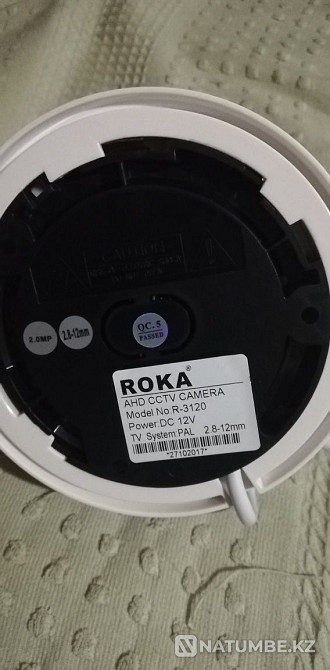 CAUTION
2.0MP
2.8-12mm
QC.5
PASSED
ROKA®
AHD CCTV CAMERA
Model No:R-3120
Power:DC 12V
TV System:PAL 2.8-12mm
*27102017*
NATUMBE.KZ